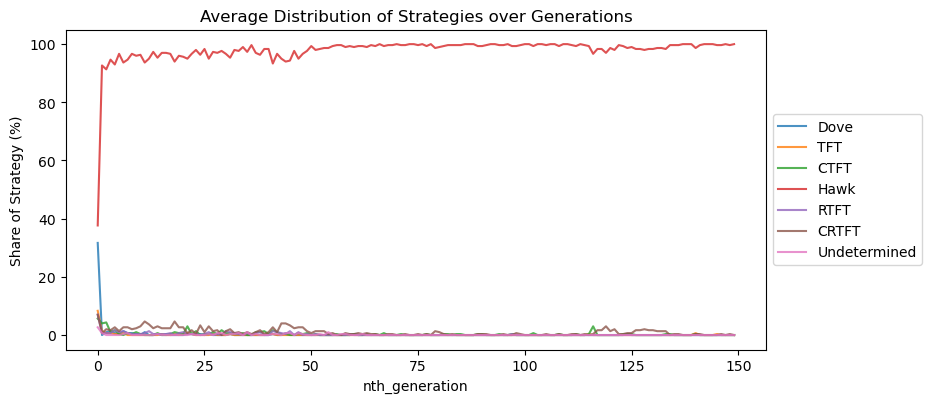 Average Distribution of Strategies over Generations
Share of Strategy (%)
100
80
60
40
20
0
0 25 50 75 100 125 150
nth_generation
Dove
TFT
CTFT
Hawk
RTFT
CRTFT
Undetermined